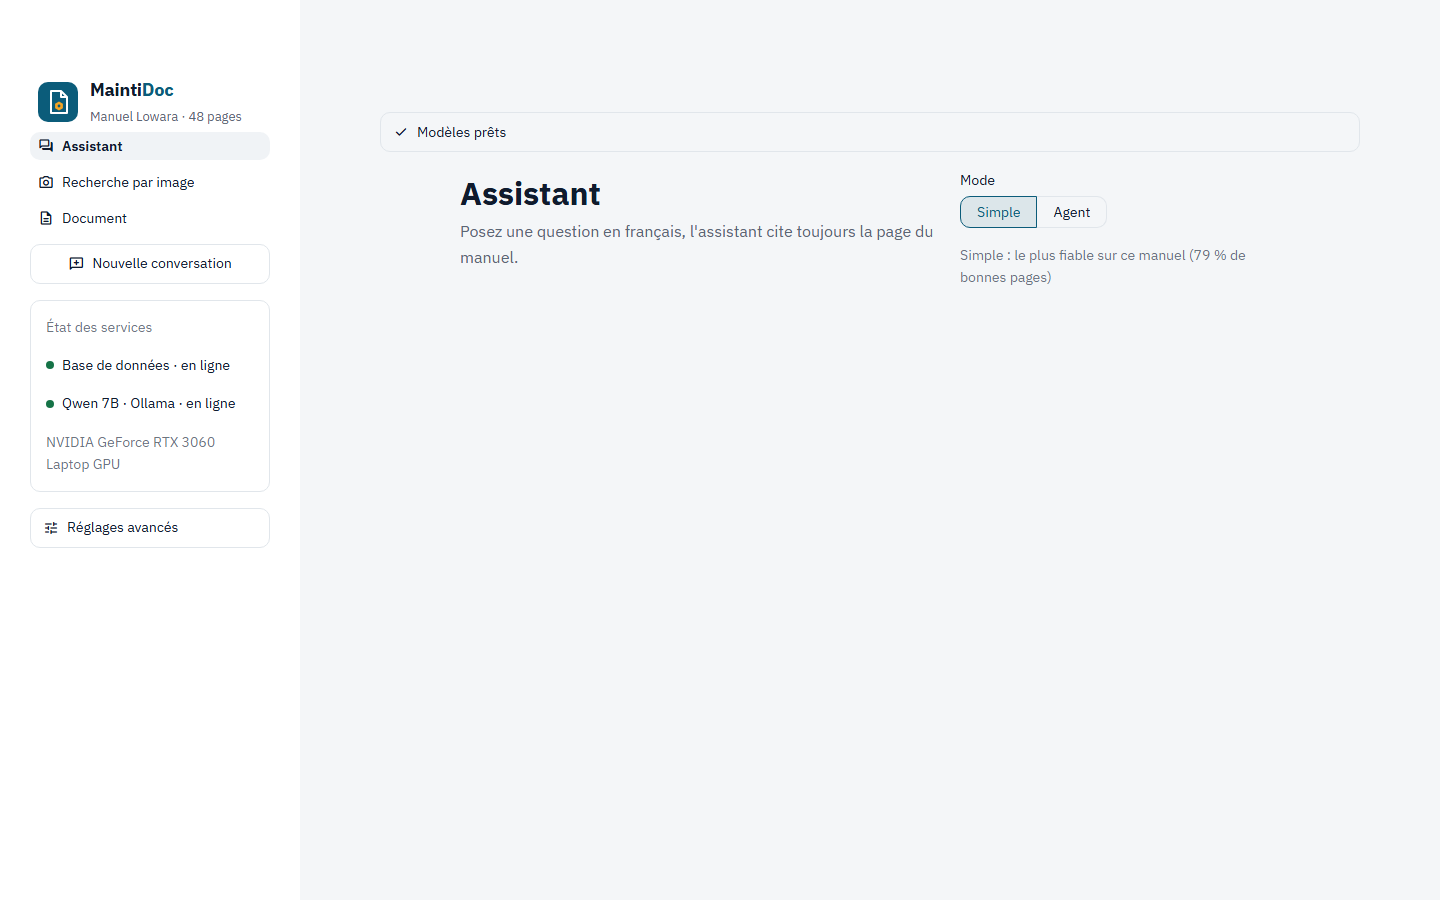 MaintiDoc
Manuel Lowara · 48 pages
Assistant
Recherche par image
Document
Nouvelle conversation
État des services
Base de données · en ligne
Qwen 7B · Ollama · en ligne
NVIDIA GeForce RTX 3060
Laptop GPU
Réglages avancés
Modèles prêts
Assistant
Posez une question en français, l'assistant cite toujours la page du
manuel.
Mode
Simple
Agent
Simple : le plus fiable sur ce manuel (79 % de
bonnes pages)